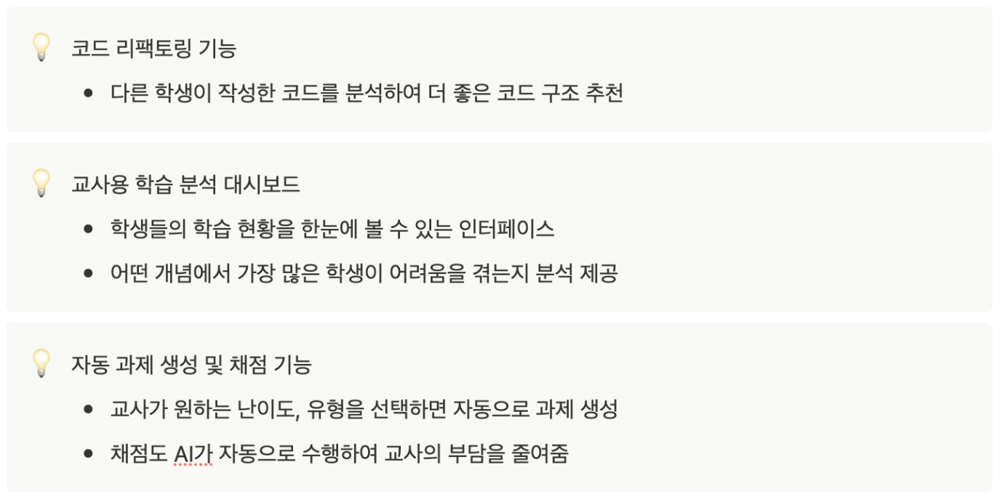 코드 리팩토링 기능
• 다른 학생이 작성한 코드를 분석하여 더 좋은 코드 구조 추천
교사용 학습 분석 대시보드
• 학생들의 학습 현황을 한눈에 볼 수 있는 인터페이스
• 어떤 개념에서 가장 많은 학생이 어려움을 겪는지 분석 제공
자동 과제 생성 및 채점 기능
• 교사가 원하는 난이도, 유형을 선택하면 자동으로 과제 생성
• 채점도 AI가 자동으로 수행하여 교사의 부담을 줄여줌